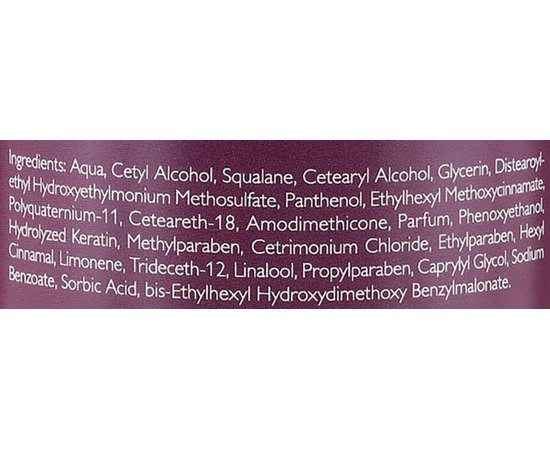 Ingredients: Aqua, Cetyl Alcohol, Squalane, Cetearyl Alcohol, Glycerin, Distearoyl-
ethyl Hydroxyethylmonium Methosulfate, Panthenol, Ethylhexyl Methoxycinnamate,
Polyquaternium-11, Ceteareth-18, Amodimethicone, Parfum, Phenoxyethanol,
Hydrolyzed Keratin, Methylparaben, Cetrimonium Chloride, Ethylparaben, Hexyl
Cinnamal, Limonene, Trideceth-12, Linalool, Propylparaben, Caprylyl Glycol, Sodium
Benzoate, Sorbic Acid, bis-Ethylhexyl Hydroxydimethoxy Benzylmalonate.